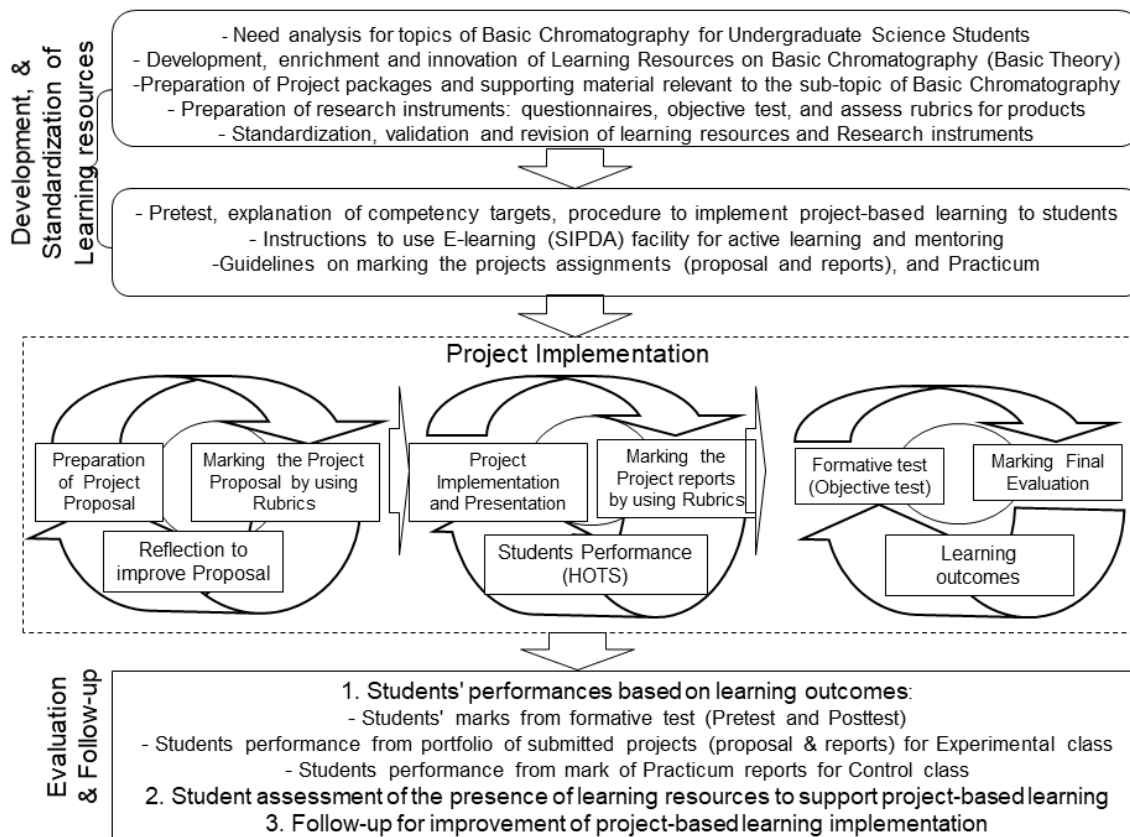 Development, &
Standardization of
Learning resources
- Need analysis for topics of Basic Chromatography for Undergraduate Science Students
- Development, enrichment and innovation of Learning Resources on Basic Chromatography (Basic Theory)
-Preparation of Project packages and supporting material relevant to the sub-topic of Basic Chromatography
- Preparation of research instruments: questionnaires, objective test, and assess rubrics for products
- Standardization, validation and revision of learning resources and Research instruments
- Pretest, explanation of competency targets, procedure to implement project-based learning to students
- Instructions to use E-learning (SIPDA) facility for active learning and mentoring
-Guidelines on marking the projects assignments (proposal and reports), and Practicum
Project Implementation
Preparation
of Project
Proposal
Marking the Project
Proposal by using
Rubrics
Reflection to
improve Proposal
Project
Implementation
and Presentation
Marking the
Project reports
by using Rubrics
Students Performance
(HOTS)
Formative test
(Objective test)
Marking Final
Evaluation
Learning
outcomes
Evaluation
& Follow-up
1. Students' performances based on learning outcomes:
- Students' marks from formative test (Pretest and Posttest)
- Students performance from portfolio of submitted projects (proposal & reports) for Experimental class
- Students performance from mark of Practicum reports for Control class
2. Student assessment of the presence of learning resources to support project-based learning
3. Follow-up for improvement of project-based learning implementation